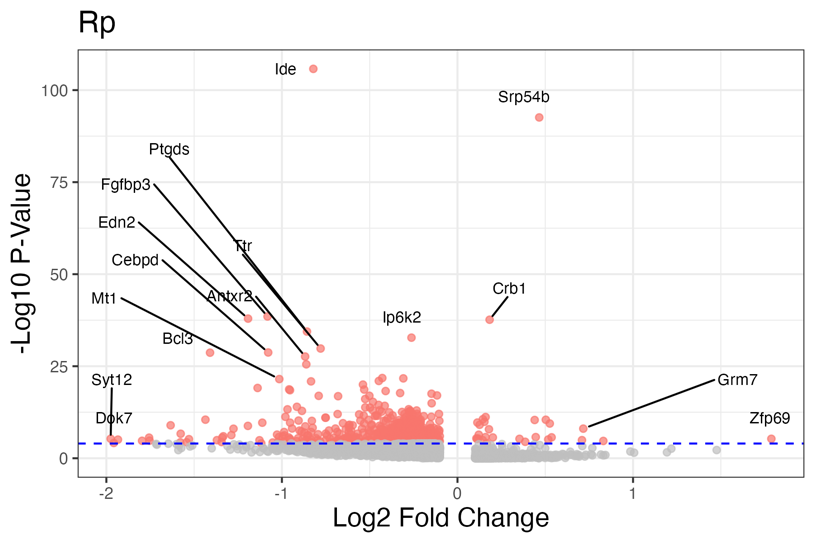 Rp
Ide
100
Srp54b
Ptgds
75
Fgfbp3
Edn2
Ttr
Cebpd
50
Crb1
Antxr2
Mt1
Ip6k2
Bcl3
25
Syt12
Grm7
Dok7
Zfp69
0
-2
-1
0
1
Log2 Fold Change
-Log10 P-Value